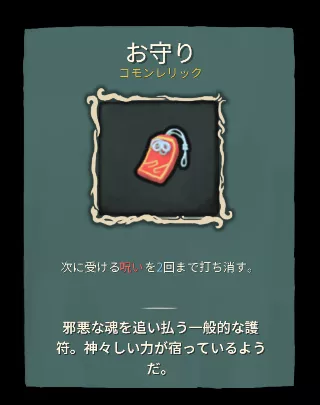 お守り
コモンレリック
次に受ける呪いを2回まで打ち消す。
邪悪な魂を追い払う一般的な護
符。神々しい力が宿っているよう
だ。